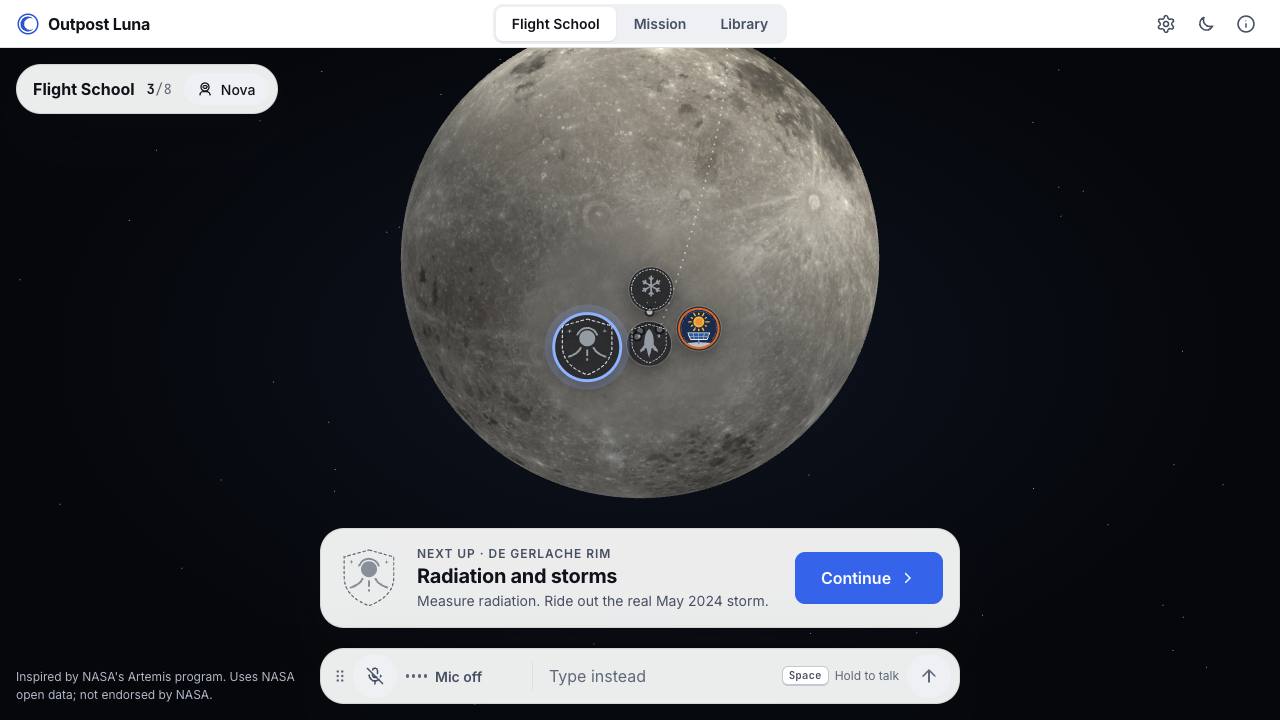 Outpost Luna
Flight School
Mission
Library
Flight School 3/8 Nova
NEXT UP · DE GERLACHE RIM
Radiation and storms
Measure radiation. Ride out the real May 2024 storm.
Continue
Mic off
Type instead
Space Hold to talk
Inspired by NASA's Artemis program. Uses NASA
open data; not endorsed by NASA.